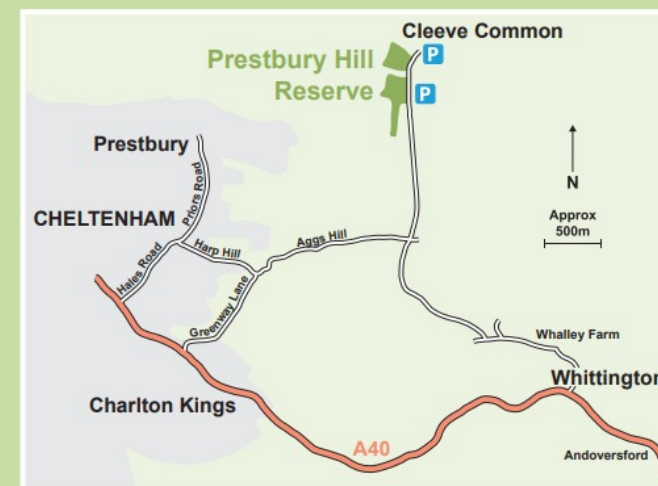 Cleeve Common
Prestbury Hill
Reserve
P
P
Prestbury
Priors Road
CHELTENHAM
N
Approx
500m
Hales Road
Harp Hill
Aggs Hill
Greenway Lane
Whalley Farm
Whittington
Charlton Kings
A40
Andoversford